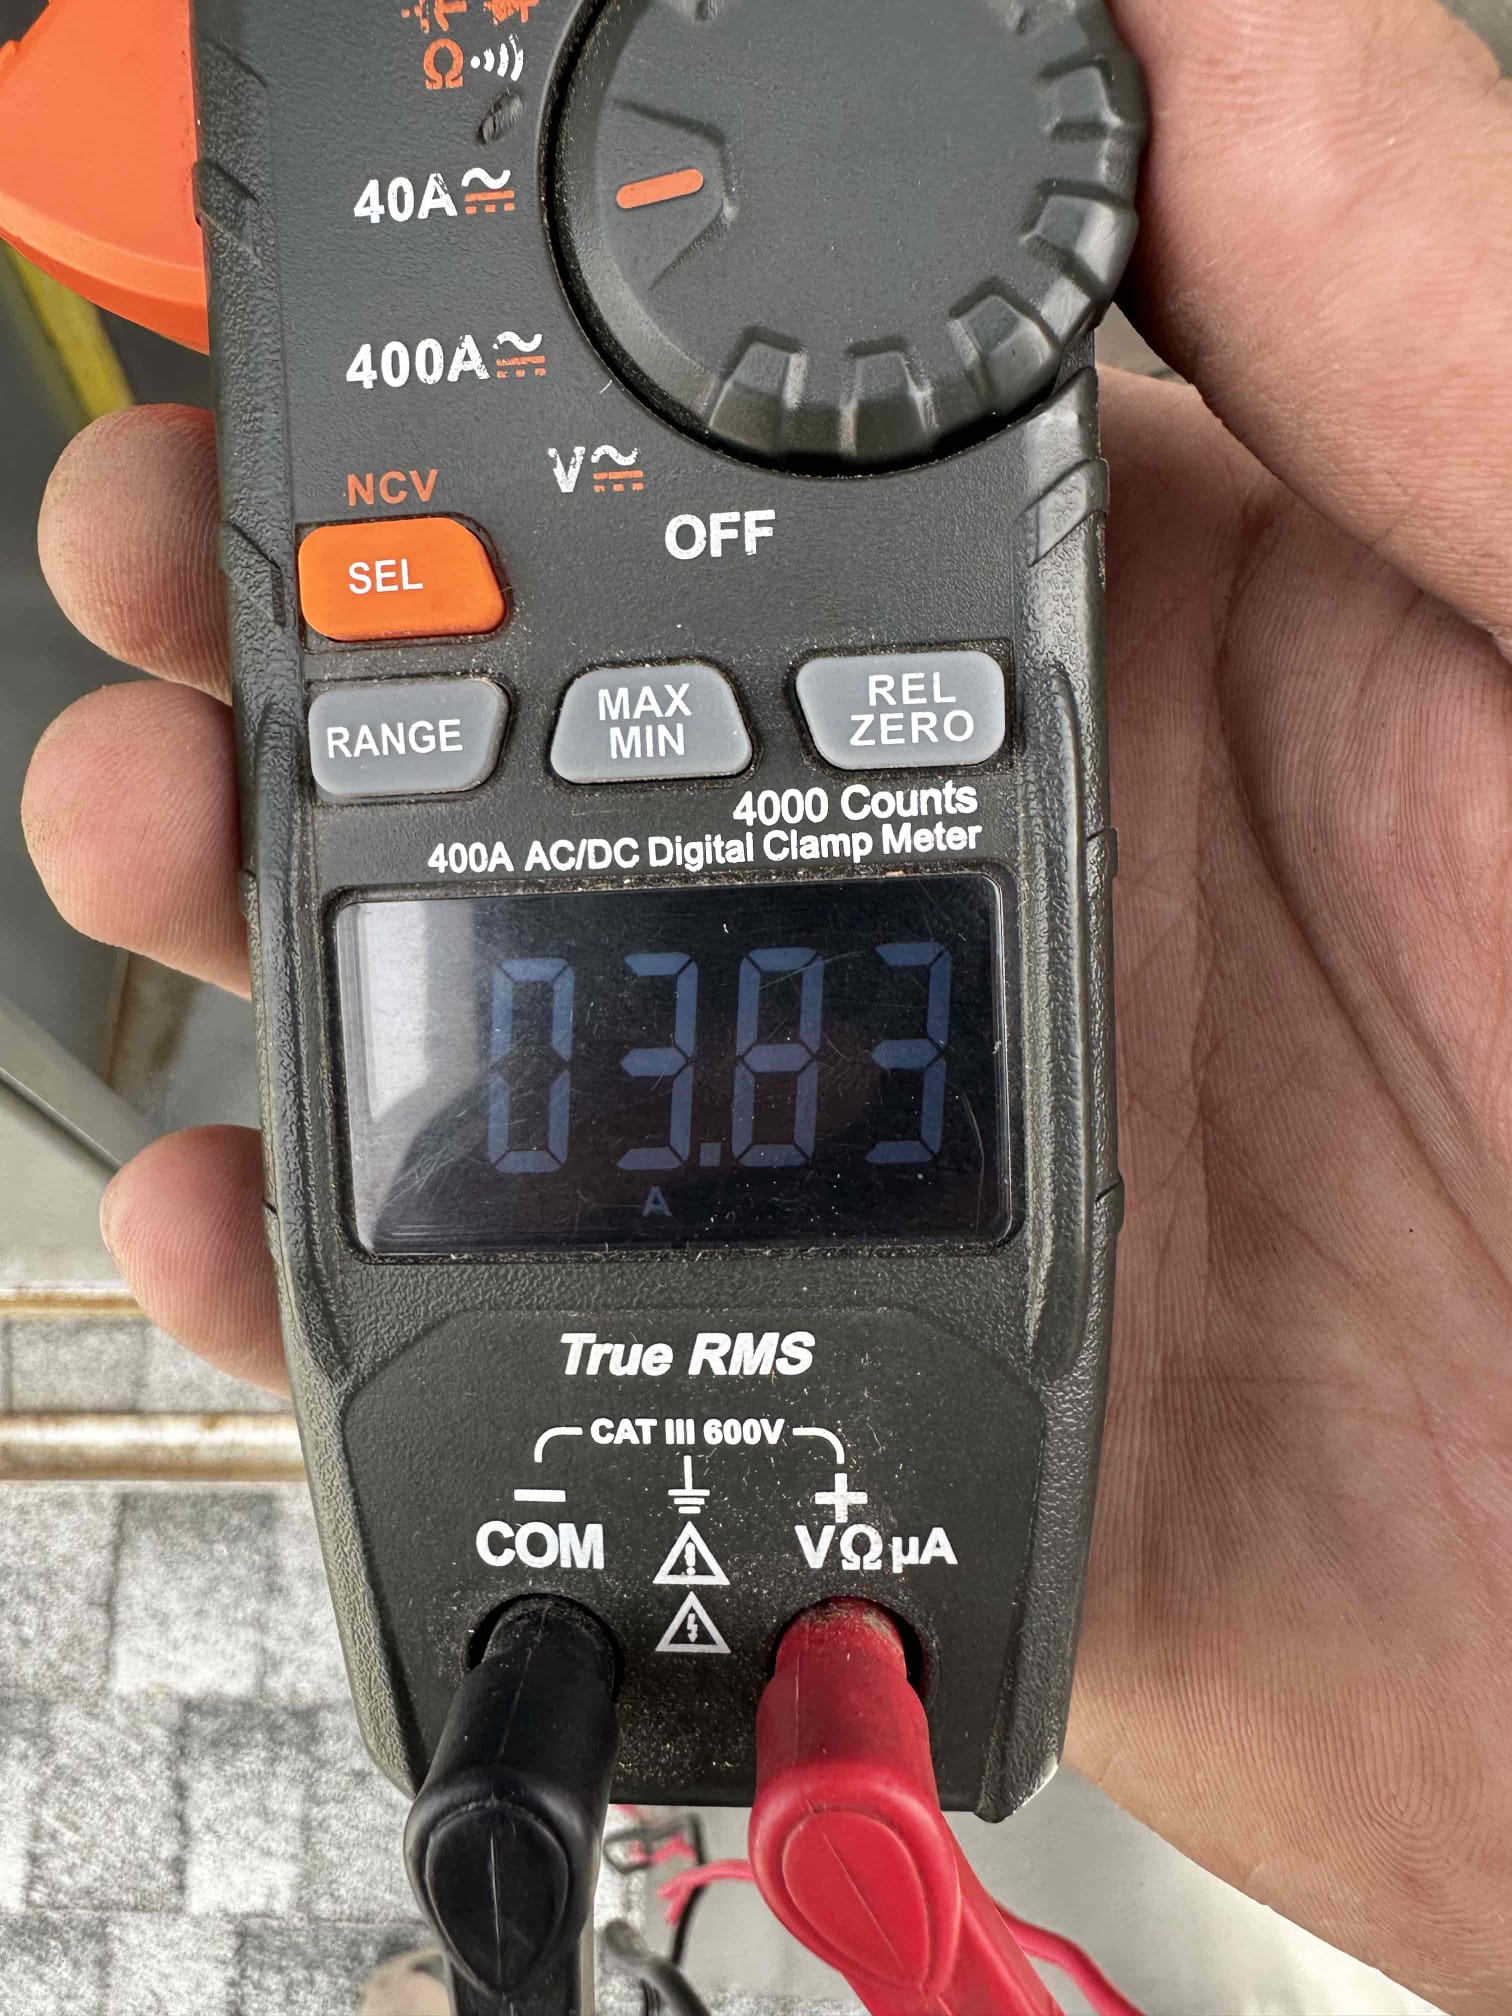 Ω
40A
400A
V
OFF
NCV
SEL
RANGE
MAX
MIN
REL
ZERO
4000 Counts
400A AC/DC Digital Clamp Meter
03.83
A
True RMS
CAT III 600V
− +
COM
VΩµA